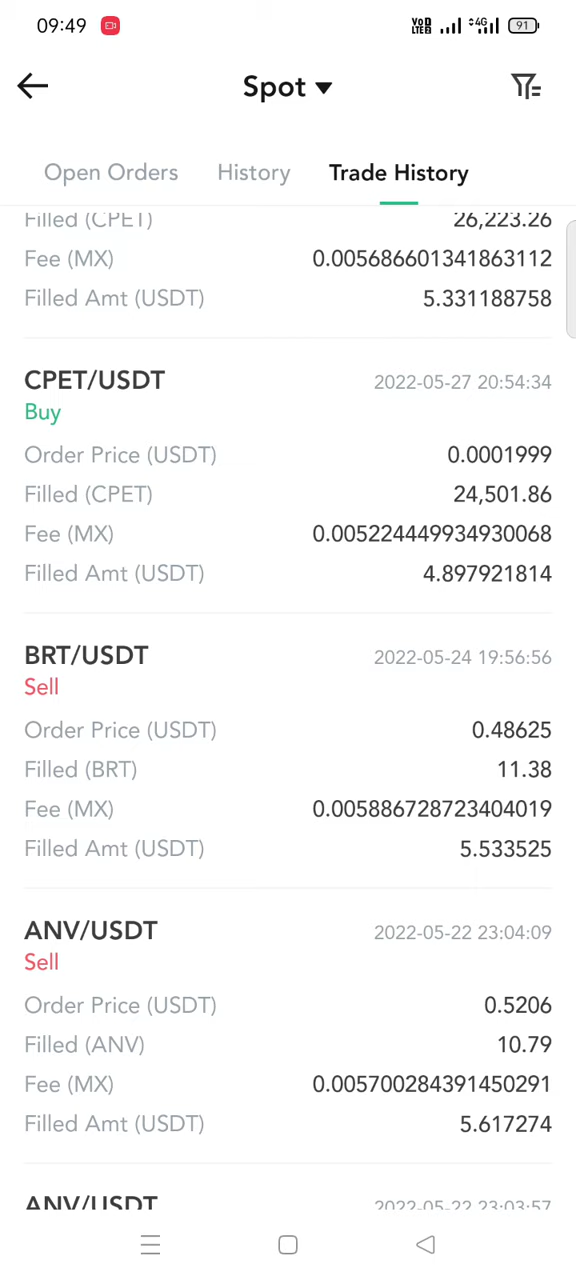 09:49 VoD LTE2 4G 91
Spot
Open Orders History Trade History
Filled (CPET) 26,223.26
Fee (MX) 0.005686601341863112
Filled Amt (USDT) 5.331188758
CPET/USDT 2022-05-27 20:54:34
Buy
Order Price (USDT) 0.0001999
Filled (CPET) 24,501.86
Fee (MX) 0.005224449934930068
Filled Amt (USDT) 4.897921814
BRT/USDT 2022-05-24 19:56:56
Sell
Order Price (USDT) 0.48625
Filled (BRT) 11.38
Fee (MX) 0.005886728723404019
Filled Amt (USDT) 5.533525
ANV/USDT 2022-05-22 23:04:09
Sell
Order Price (USDT) 0.5206
Filled (ANV) 10.79
Fee (MX) 0.005700284391450291
Filled Amt (USDT) 5.617274
ANV/USDT 2022-05-22 23:03:57